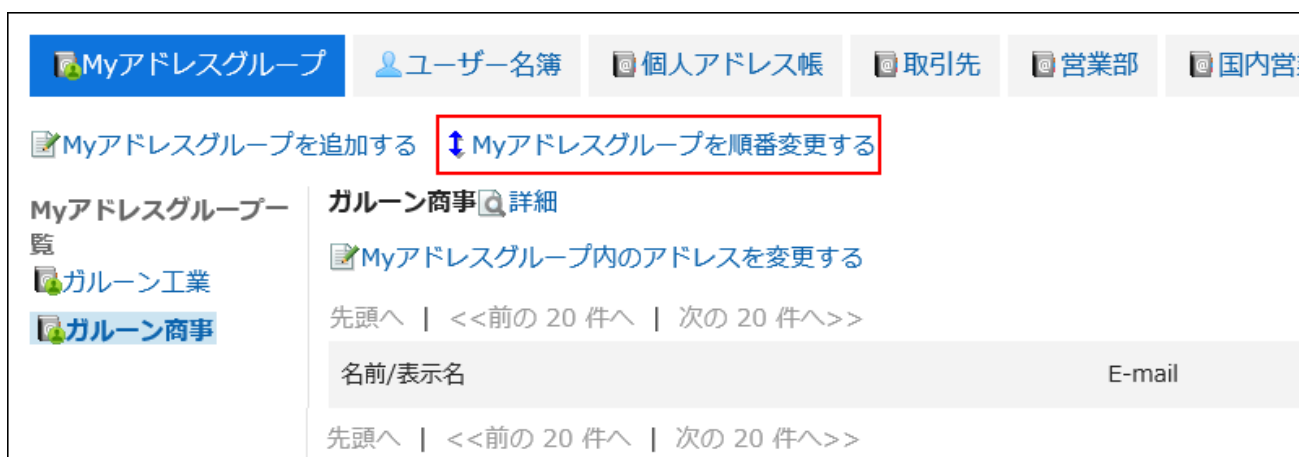 Myアドレスグループ ユーザー名簿 個人アドレス帳 取引先 営業部 国内営
Myアドレスグループを追加する Myアドレスグループを順番変更する
Myアドレスグループ一
覧
ガルーン工業
ガルーン商事
ガルーン商事 詳細
Myアドレスグループ内のアドレスを変更する
先頭へ | <<前の 20 件へ | 次の 20 件へ>>
名前/表示名 E-mail
先頭へ | <<前の 20 件へ | 次の 20 件へ>>